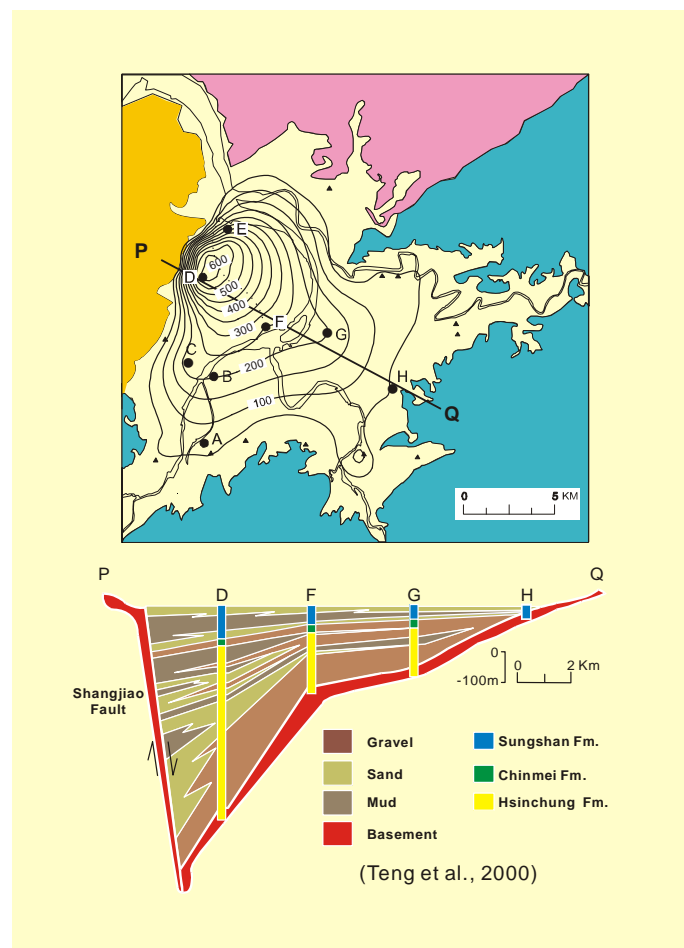 E
P
600
D
500
400
F
300
G
C
200
B
H
100
Q
A
0 5 KM
P D F G H Q
0
-100m
0 2 Km
Shangjiao
Fault
Gravel
Sungshan Fm.
Sand
Chinmei Fm.
Mud
Hsinchung Fm.
Basement
(Teng et al., 2000)